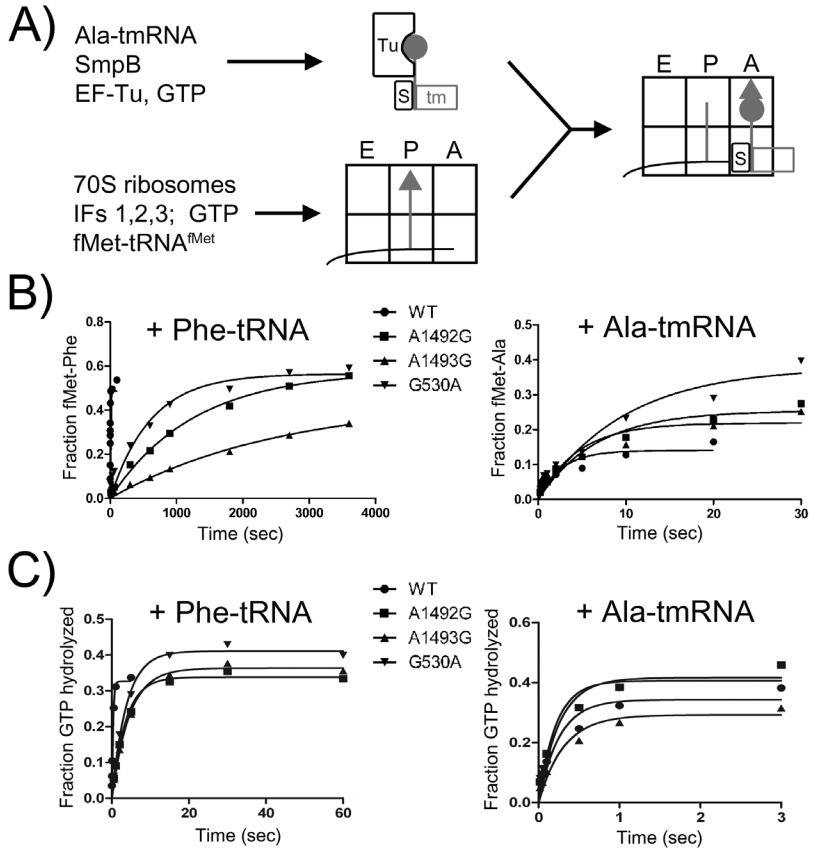 A)
Ala-tmRNA
SmpB
EF-Tu, GTP
Tu
S tm
E P A
S
E P A
70S ribosomes
IFs 1,2,3; GTP
fMet-tRNAfMet
B)
+ Phe-tRNA
WT
A1492G
A1493G
G530A
+ Ala-tmRNA
Fraction fMet-Phe
0.8
0.6
0.4
0.2
0.0
0 1000 2000 3000 4000
Time (sec)
Fraction fMet-Ala
0.5
0.4
0.3
0.2
0.1
0.0
0 10 20 30
Time (sec)
C)
+ Phe-tRNA
WT
A1492G
A1493G
G530A
+ Ala-tmRNA
Fraction GTP hydrolyzed
0.5
0.4
0.3
0.2
0.1
0.0
0 20 40 60
Time (sec)
Fraction GTP hydrolyzed
0.6
0.4
0.2
0.0
0 1 2 3
Time (sec)